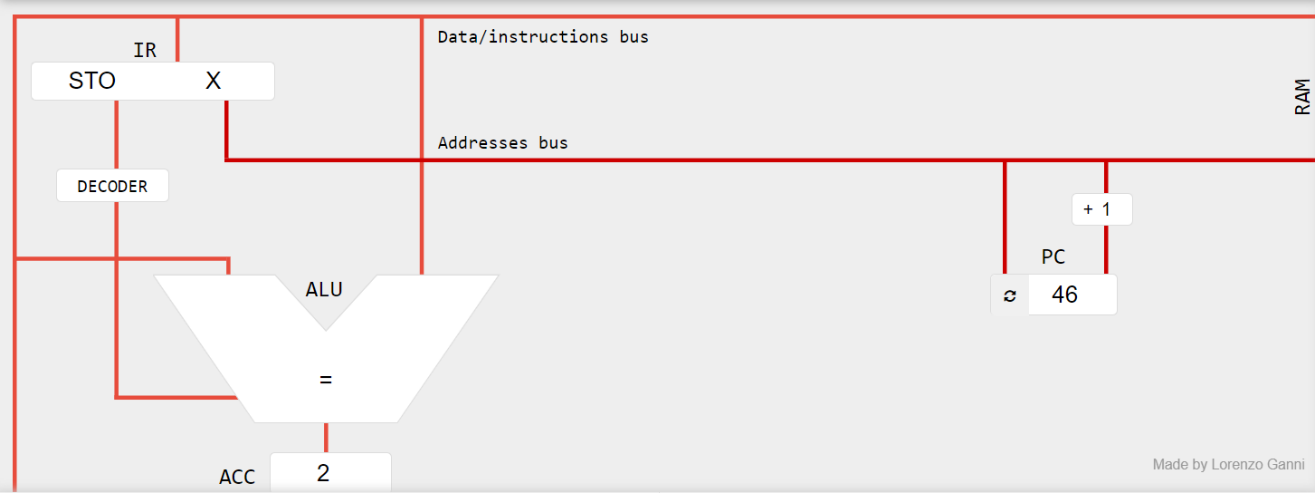 Data/instructions bus
IR
STO X
RAM
Addresses bus
DECODER
+ 1
PC
46
ALU
=
ACC 2
Made by Lorenzo Ganni